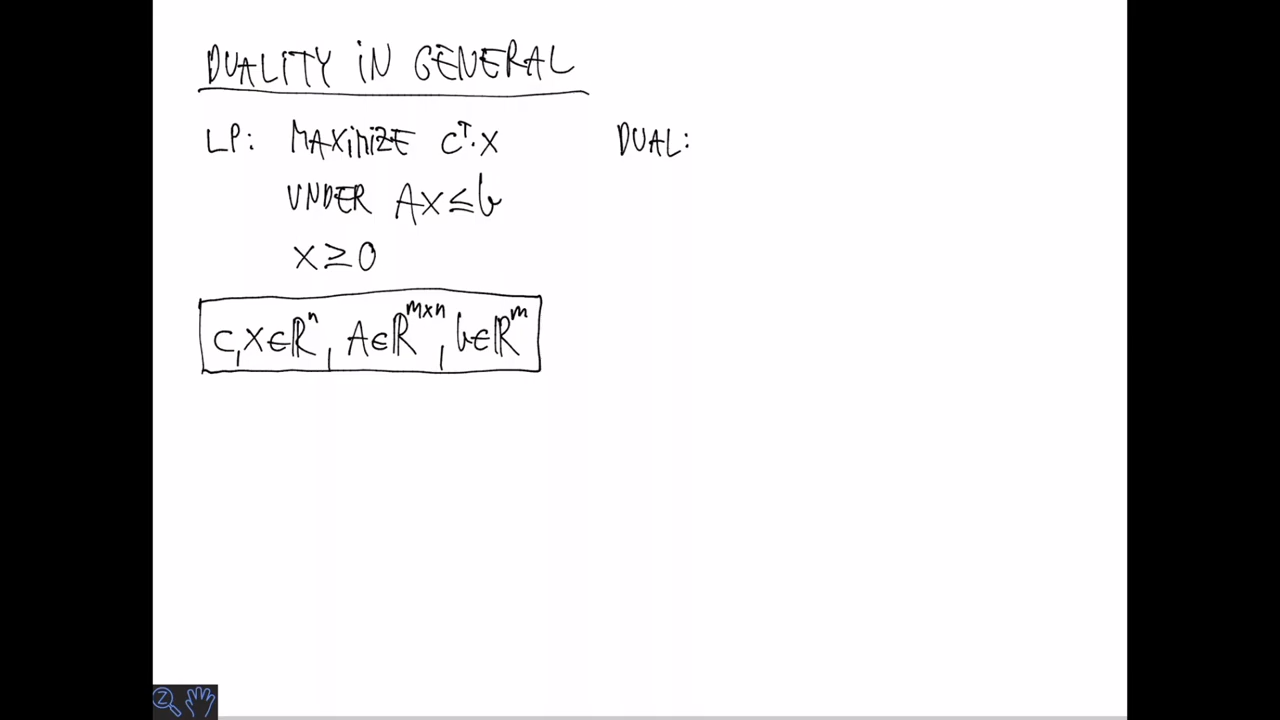 DUALITY IN GENERAL
LP: MAXIMIZE cᵀ·x
DUAL:
UNDER Ax≤b
x≥0
c,x∈ℝⁿ, A∈ℝᵐˣⁿ, b∈ℝᵐ
Z